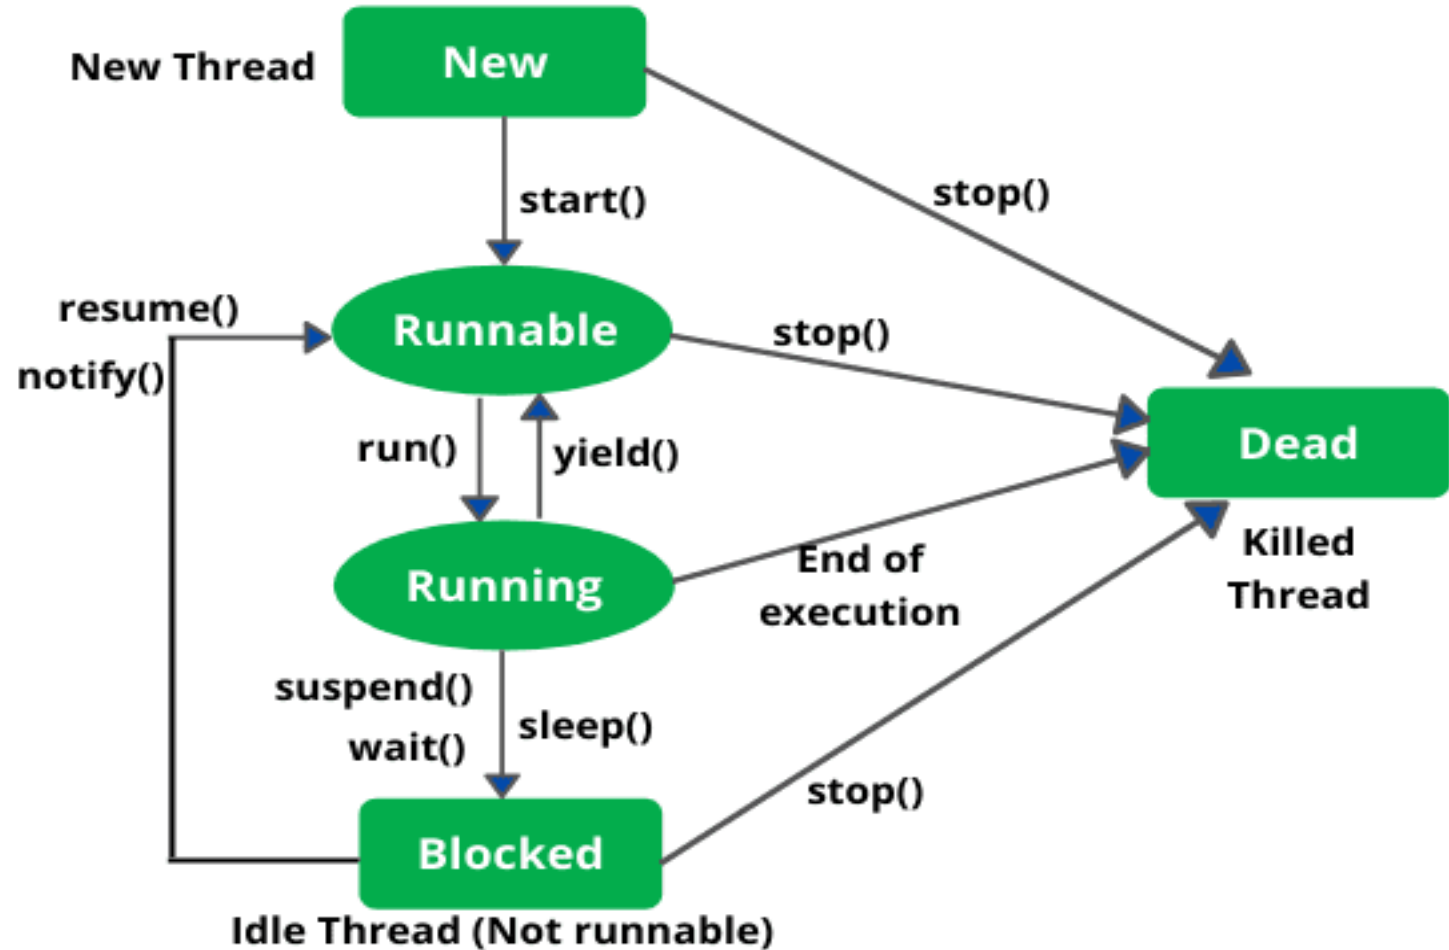 New Thread
New
start()
stop()
resume()
notify()
Runnable
stop()
run()
yield()
Dead
Killed
Thread
Running
End of
execution
suspend()
wait()
sleep()
stop()
Blocked
Idle Thread (Not runnable)